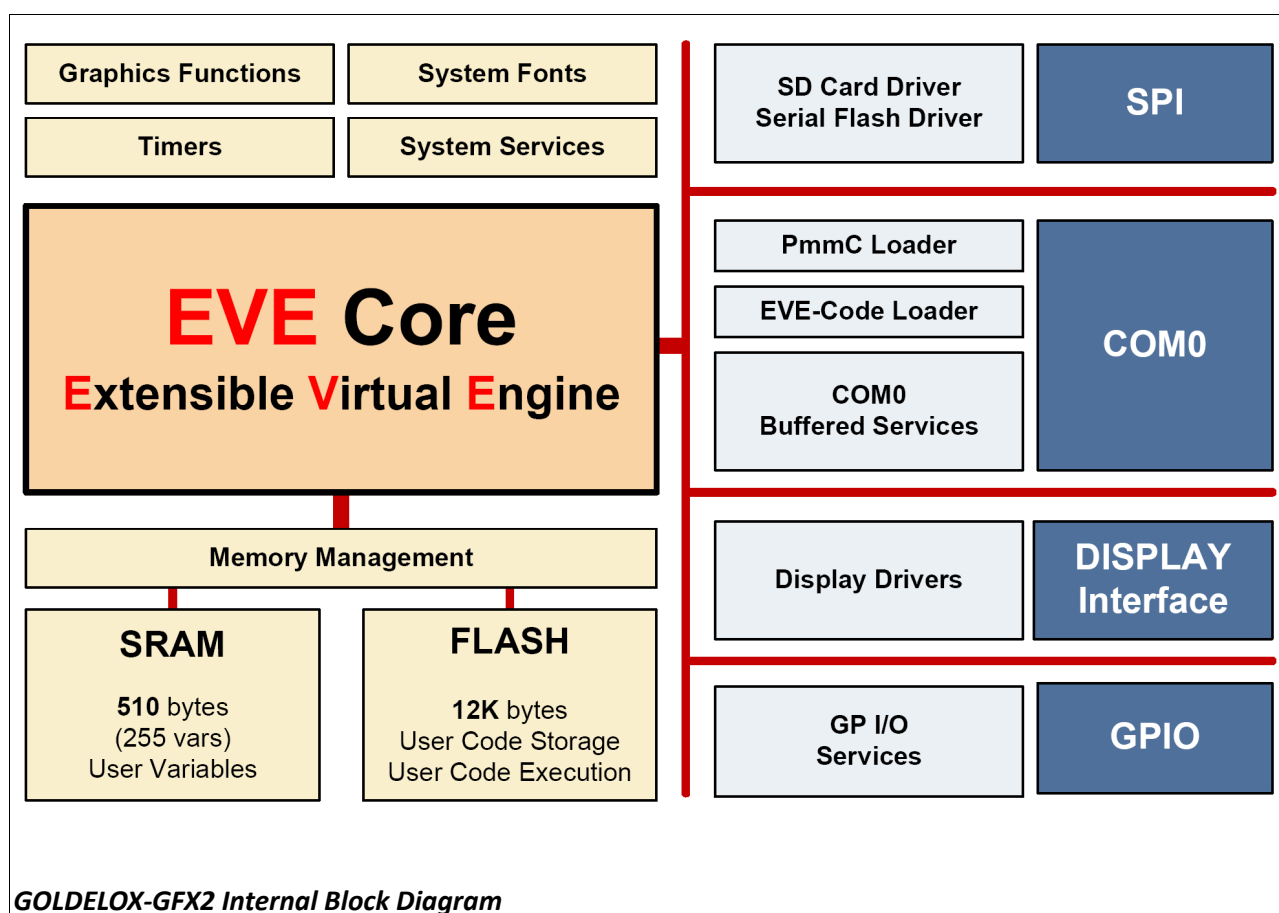 Graphics Functions
System Fonts
Timers
System Services
EVE Core
Extensible Virtual Engine
Memory Management
SRAM
510 bytes
(255 vars)
User Variables
FLASH
12K bytes
User Code Storage
User Code Execution
SD Card Driver
Serial Flash Driver
SPI
PmmC Loader
EVE-Code Loader
COM0
Buffered Services
COM0
Display Drivers
DISPLAY
Interface
GP I/O
Services
GPIO
GOLDELOX-GFX2 Internal Block Diagram